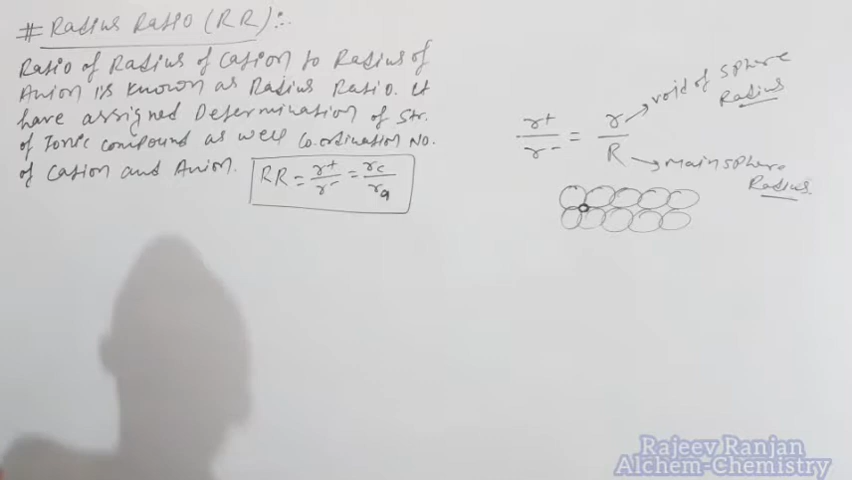 # Radius Ratio (RR):-
Ratio of Radius of Cation to Radius of
Anion is known as Radius Ratio. It
have assigned Determination of Str.
of Ionic compound as well Co-ordination No.
of Cation and Anion.
RR = r+/r- = rc/ra
r+/r- = r/R
void of sphere
Radius
main sphere
Radius.
Rajeev Ranjan
Alchem-Chemistry